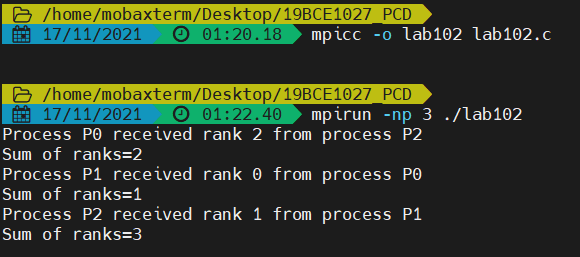 /home/mobaxterm/Desktop/19BCE1027_PCD
17/11/2021 01:20.18 mpicc -o lab102 lab102.c
/home/mobaxterm/Desktop/19BCE1027_PCD
17/11/2021 01:22.40 mpirun -np 3 ./lab102
Process P0 received rank 2 from process P2
Sum of ranks=2
Process P1 received rank 0 from process P0
Sum of ranks=1
Process P2 received rank 1 from process P1
Sum of ranks=3